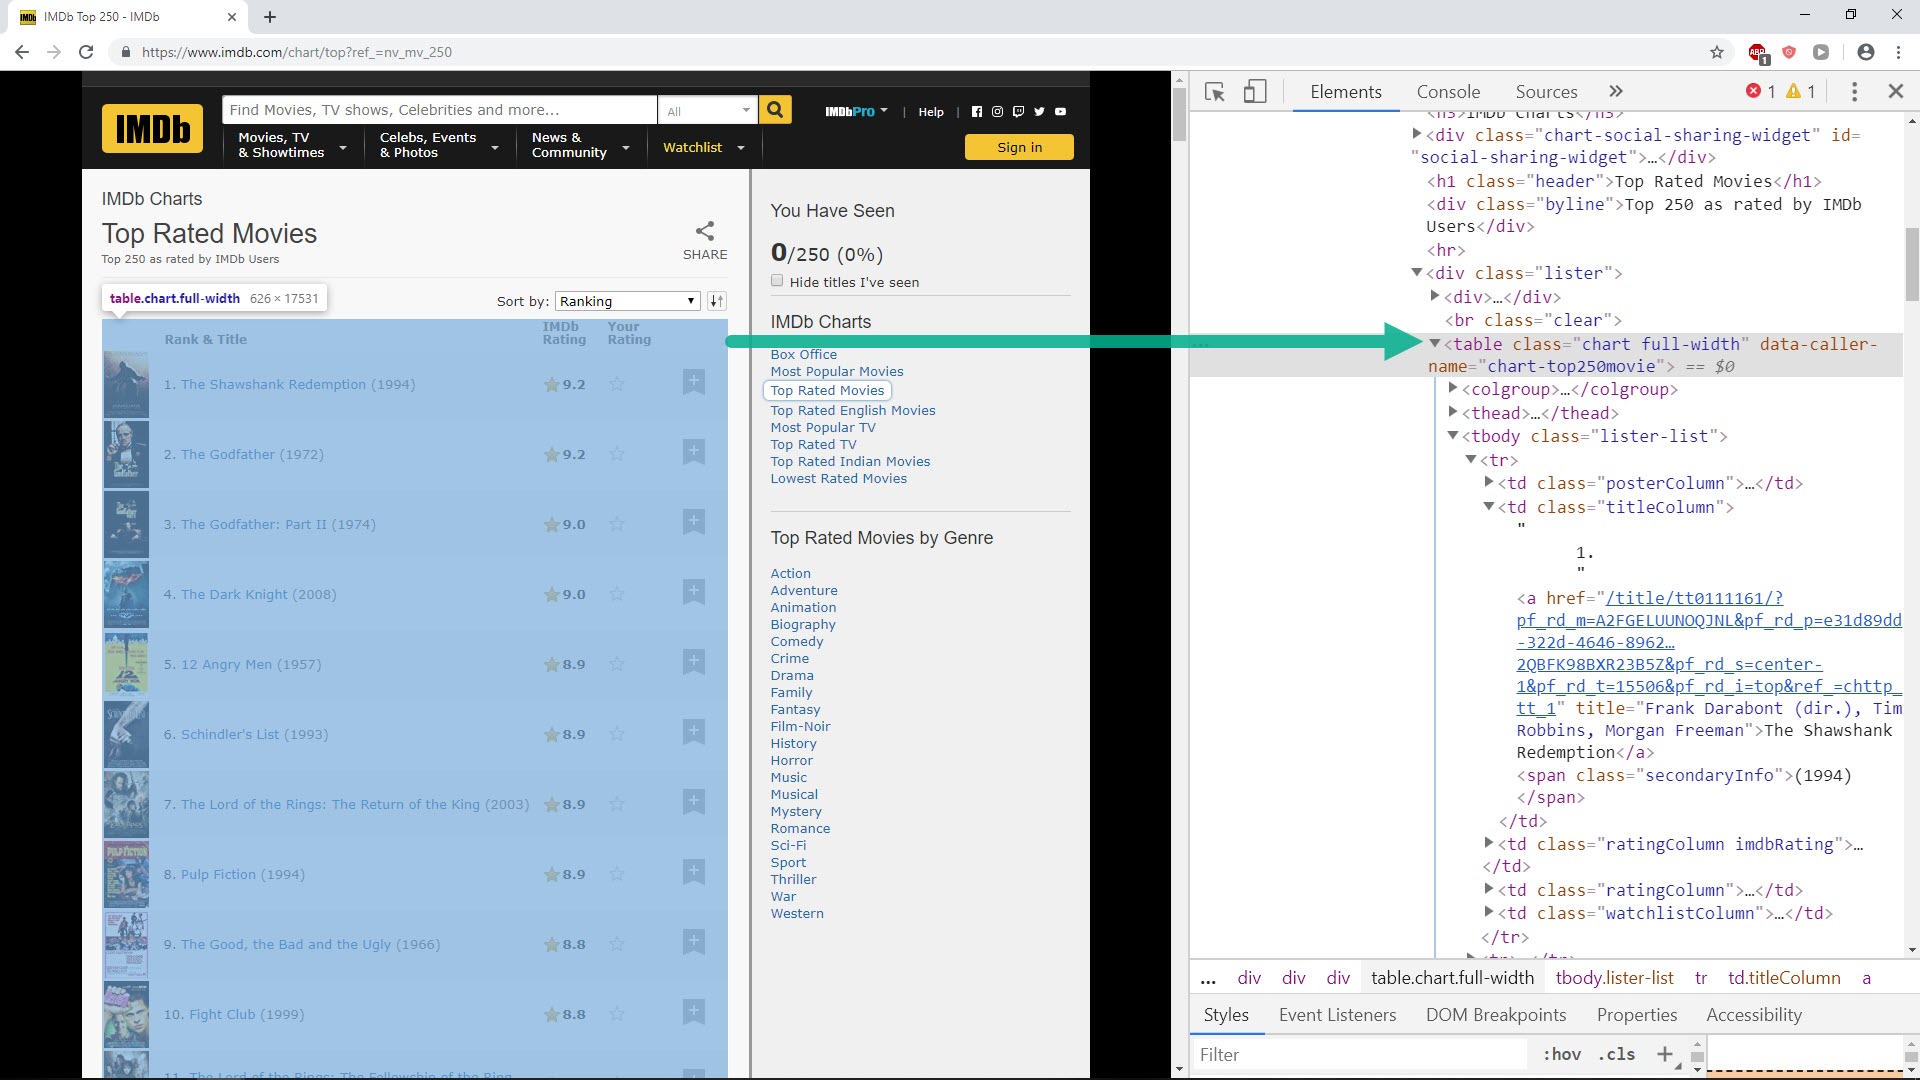 IMDb Top 250 - IMDb
https://www.imdb.com/chart/top?ref_=nv_mv_250
ABP 1
IMDb
Find Movies, TV shows, Celebrities and more...
All
IMDbPro
|
Help
|
Movies, TV
& Showtimes
Celebs, Events
& Photos
News &
Community
Watchlist
Sign in
IMDb Charts
Top Rated Movies
SHARE
Top 250 as rated by IMDb Users
table.chart.full-width 626 × 17531
Sort by: Ranking
Rank & Title
IMDb
Rating
Your
Rating
1. The Shawshank Redemption (1994) 9.2
2. The Godfather (1972) 9.2
3. The Godfather: Part II (1974) 9.0
4. The Dark Knight (2008) 9.0
5. 12 Angry Men (1957) 8.9
6. Schindler's List (1993) 8.9
7. The Lord of the Rings: The Return of the King (2003) 8.9
8. Pulp Fiction (1994) 8.9
9. The Good, the Bad and the Ugly (1966) 8.8
10. Fight Club (1999) 8.8
11. The Lord of the Rings: The Fellowship of the Ring
You Have Seen
0/250 (0%)
Hide titles I've seen
IMDb Charts
Box Office
Most Popular Movies
Top Rated Movies
Top Rated English Movies
Most Popular TV
Top Rated TV
Top Rated Indian Movies
Lowest Rated Movies
Top Rated Movies by Genre
Action
Adventure
Animation
Biography
Comedy
Crime
Drama
Family
Fantasy
Film-Noir
History
Horror
Music
Musical
Mystery
Romance
Sci-Fi
Sport
Thriller
War
Western
Elements Console Sources 1 1
<h3>IMDb Charts</h3>
<div class="chart-social-sharing-widget" id=
"social-sharing-widget">…</div>
<h1 class="header">Top Rated Movies</h1>
<div class="byline">Top 250 as rated by IMDb
Users</div>
<hr>
<div class="lister">
<div>…</div>
<br class="clear">
<table class="chart full-width" data-caller-
name="chart-top250movie"> == $0
<colgroup>…</colgroup>
<thead>…</thead>
<tbody class="lister-list">
<tr>
<td class="posterColumn">…</td>
<td class="titleColumn">
"
1.
"
<a href="/title/tt0111161/?
pf_rd_m=A2FGELUUNOQJNL&pf_rd_p=e31d89dd
-322d-4646-8962…
2QBFK98BXR23B5Z&pf_rd_s=center-
1&pf_rd_t=15506&pf_rd_i=top&ref_=chttp_
tt_1" title="Frank Darabont (dir.), Tim
Robbins, Morgan Freeman">The Shawshank
Redemption</a>
<span class="secondaryInfo">(1994)
</span>
</td>
<td class="ratingColumn imdbRating">…
</td>
<td class="ratingColumn">…</td>
<td class="watchlistColumn">…</td>
</tr>
<tr>…</tr>
... div div div table.chart.full-width tbody.lister-list tr td.titleColumn a
Styles Event Listeners DOM Breakpoints Properties Accessibility
Filter :hov .cls +